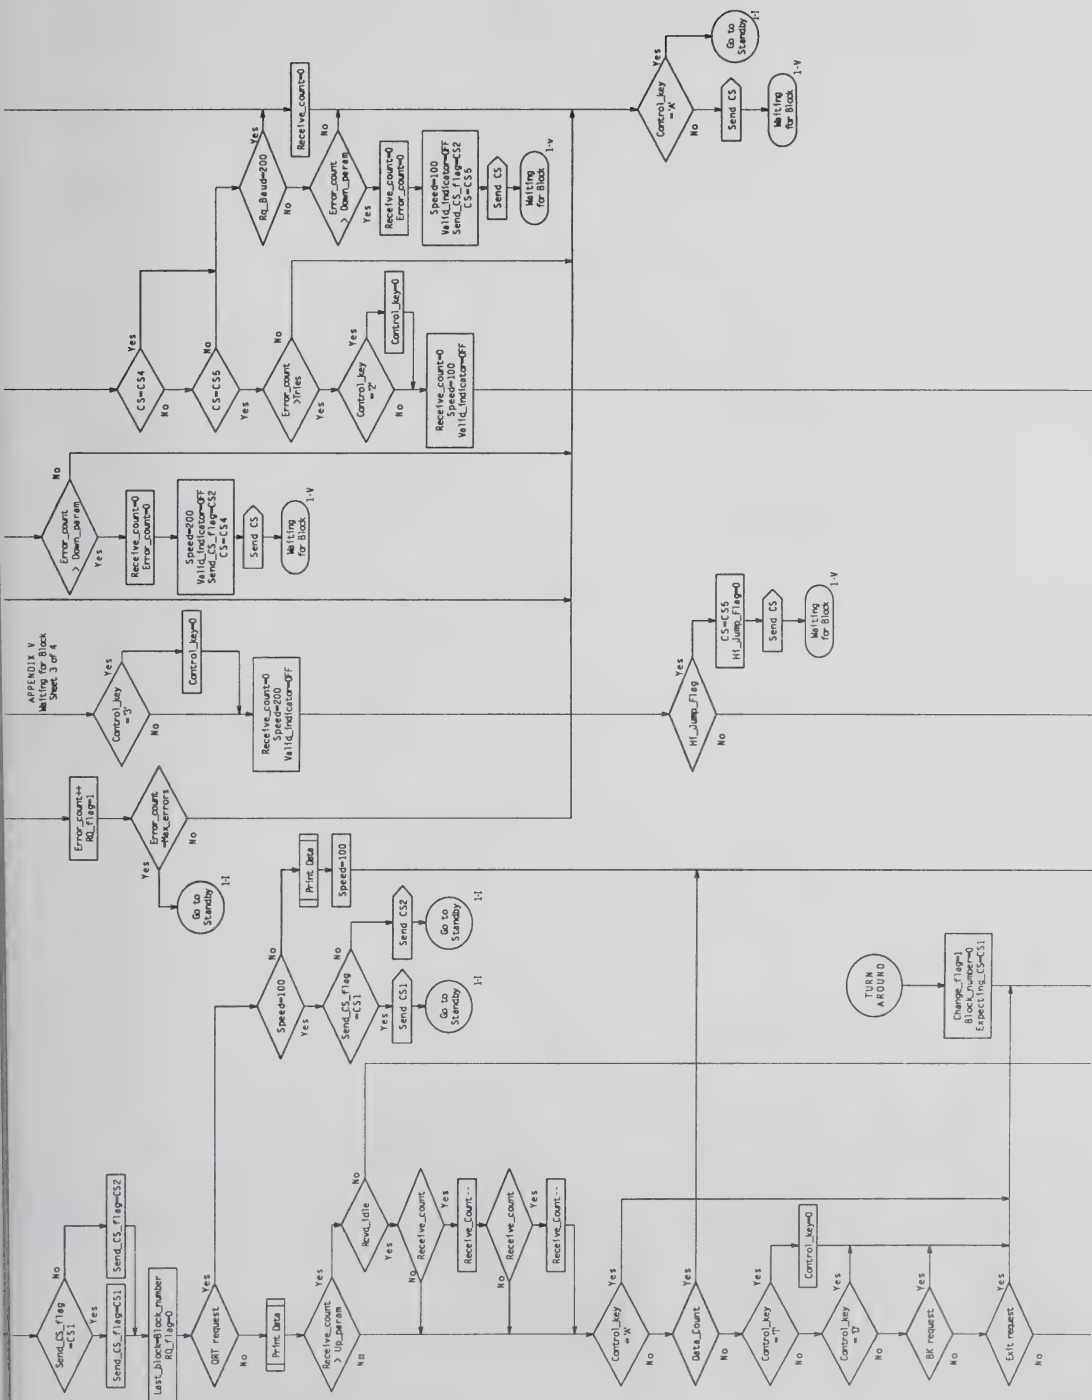 APPENDIX V
Waiting for Block
Sheet 3 of 4
Send_CS_flag
=CS1
No
Yes
Send_CS_flag=CS1
Send_CS_flag=CS2
Last_block=Block_number
RQ_flag=0
QRT request
Yes
No
Print Data
Receive_count
> Up_param
Yes
No
Rcvd_idle
No
Yes
Receive_count
No
Yes
Receive_Count--
Receive_count
No
Yes
Receive_Count--
Control_key
='A'
Yes
No
Data_Count
Yes
No
Control_key
='T'
Yes
No
Control_key=0
Control_key
='U'
Yes
No
BK request
Yes
No
Exit request
Yes
No
Speed=100
No
Yes
Print Data
Speed=100
Send_CS_flag
=CS1
No
Yes
Send CS1
Send CS2
Go to
Standby
1-I
Go to
Standby
1-I
TURN
AROUND
Change_flag=1
Block_number=0
Expecting_CS=CS1
Error_count++
RQ_flag=1
Error_count
=Max_errors
Yes
No
Go to
Standby
1-I
Control_key
='3'
Yes
No
Control_key=0
Receive_count=0
Speed=200
Valid_indicator=OFF
Hi_Jump_Flag
Yes
No
CS=CS5
Hi_Jump_Flag=0
Send CS
Waiting
for Block
1-V
Error_count
> Down_param
No
Yes
Receive_count=0
Error_count=0
Speed=200
Valid_indicator=OFF
Send_CS_flag=CS2
CS=CS4
Send CS
Waiting
for Block
1-V
CS=CS4
Yes
No
CS=CS5
No
Yes
Error_count
>Tries
No
Yes
Control_key
='2'
Yes
No
Control_key=0
Receive_count=0
Speed=100
Valid_indicator=OFF
Rq_Baud=200
Yes
No
Receive_count=0
Error_count
> Down_param
No
Yes
Receive_count=0
Error_count=0
Speed=100
Valid_indicator=OFF
Send_CS_flag=CS2
CS=CS5
Send CS
Waiting
for Block
1-V
Control_key
='A'
Yes
No
Go to
Standby
1-I
Send CS
Waiting
for Block
1-V